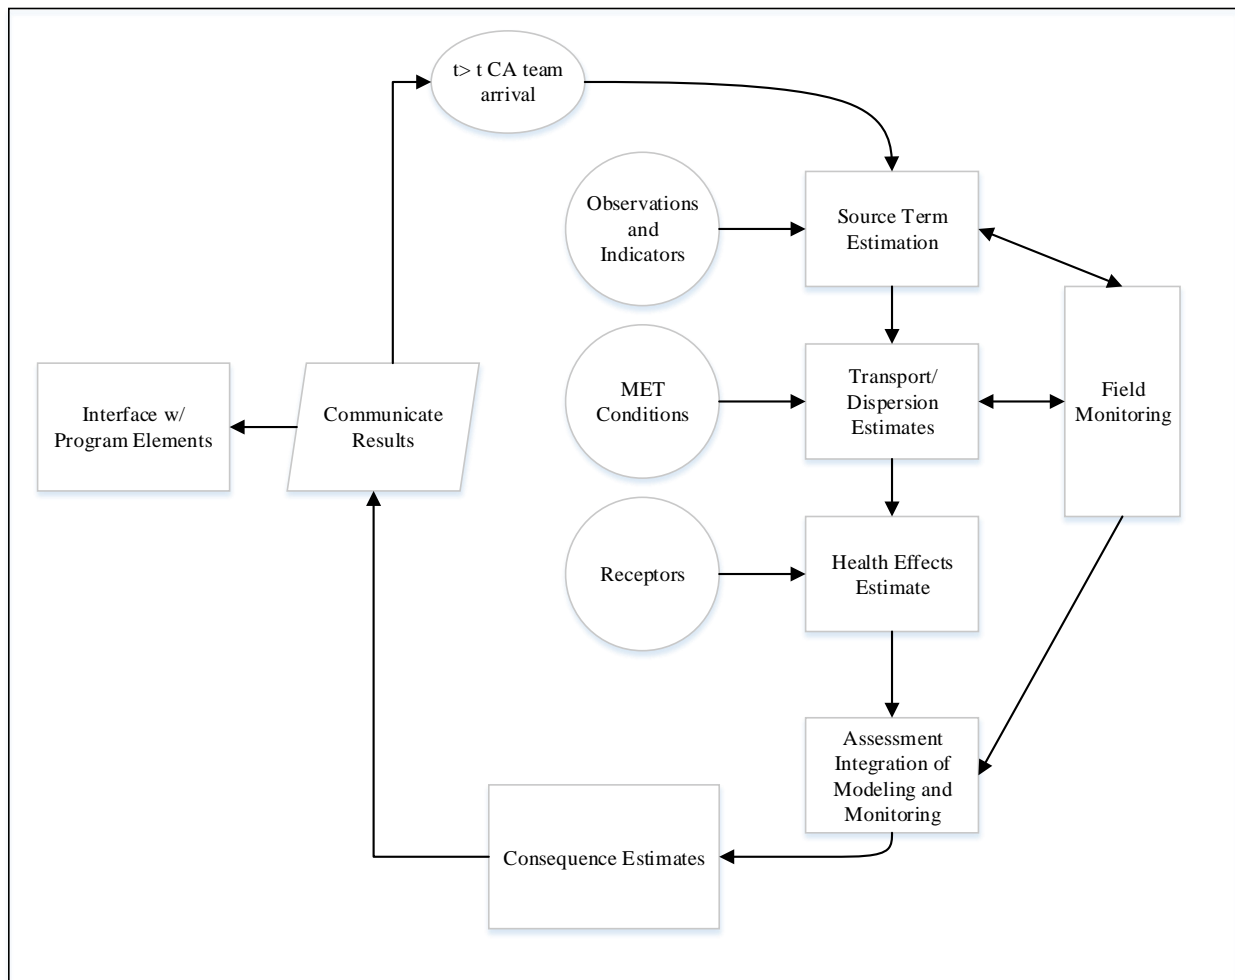 t> t CA team
arrival
Observations
and
Indicators
Source Term
Estimation
MET
Conditions
Transport/
Dispersion
Estimates
Field
Monitoring
Interface w/
Program Elements
Communicate
Results
Receptors
Health Effects
Estimate
Assessment
Integration of
Modeling and
Monitoring
Consequence Estimates